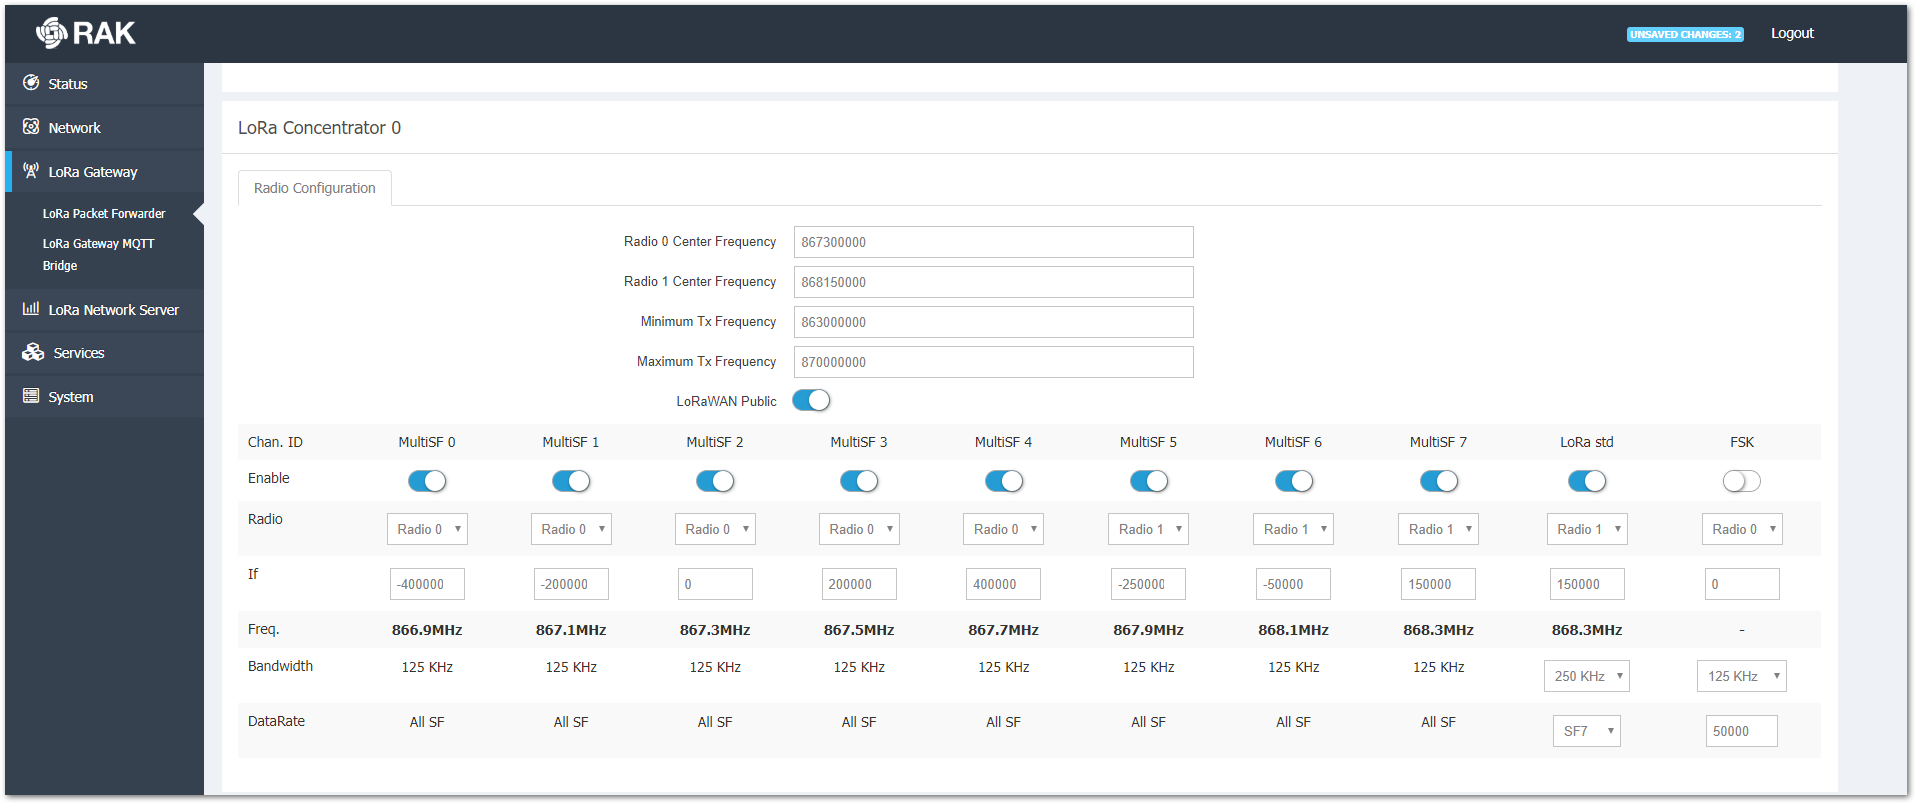 RAK
UNSAVED CHANGES: 2
Logout
Status
Network
LoRa Gateway
LoRa Packet Forwarder
LoRa Gateway MQTT
Bridge
LoRa Network Server
Services
System
LoRa Concentrator 0
Radio Configuration
Radio 0 Center Frequency 867300000
Radio 1 Center Frequency 868150000
Minimum Tx Frequency 863000000
Maximum Tx Frequency 870000000
LoRaWAN Public
Chan. ID MultiSF 0 MultiSF 1 MultiSF 2 MultiSF 3 MultiSF 4 MultiSF 5 MultiSF 6 MultiSF 7 LoRa std FSK
Enable
Radio Radio 0 Radio 0 Radio 0 Radio 0 Radio 0 Radio 1 Radio 1 Radio 1 Radio 1 Radio 0
If -400000 -200000 0 200000 400000 -250000 -50000 150000 150000 0
Freq. 866.9MHz 867.1MHz 867.3MHz 867.5MHz 867.7MHz 867.9MHz 868.1MHz 868.3MHz 868.3MHz -
Bandwidth 125 KHz 125 KHz 125 KHz 125 KHz 125 KHz 125 KHz 125 KHz 125 KHz 250 KHz 125 KHz
DataRate All SF All SF All SF All SF All SF All SF All SF All SF SF7 50000